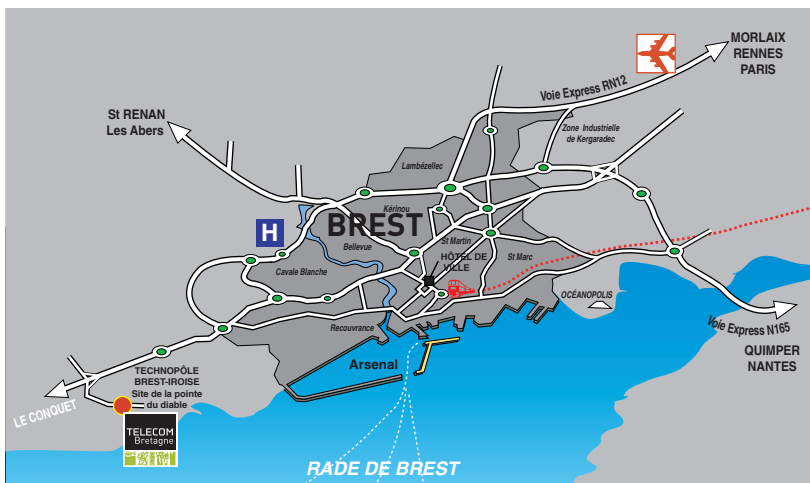 MORLAIX
RENNES
PARIS
Voie Express RN12
St RENAN
Les Abers
Zone Industrielle
de Kergaradec
Lambézellec
Kérinou
BREST
H
Bellevue
St Martin
HÔTEL DE
VILLE
St Marc
Cavale Blanche
OCÉANOPOLIS
Recouvrance
Voie Express N165
QUIMPER
NANTES
Arsenal
TECHNOPÔLE
BREST-IROISE
Site de la pointe
du diable
LE CONQUET
TELECOM
Bretagne
RADE DE BREST